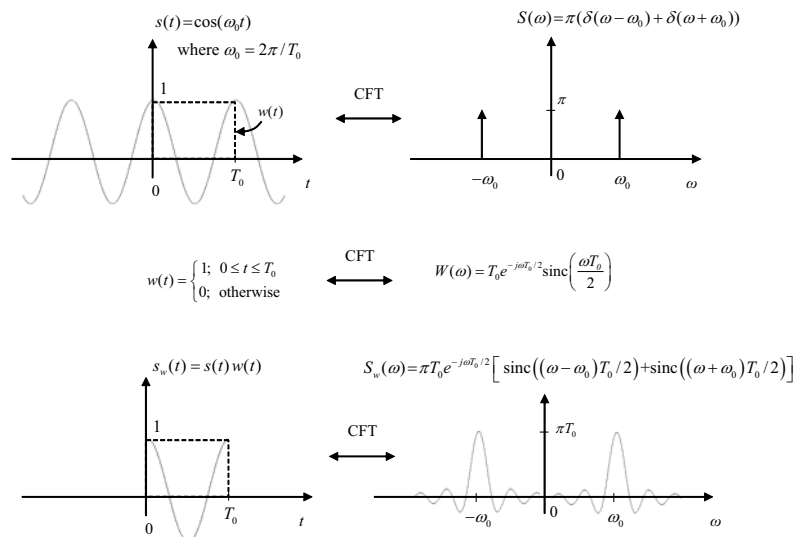 s(t)=cos(ω₀t)
where ω₀ = 2π/T₀
1
w(t)
0
T₀
t
CFT
S(ω)=π(δ(ω−ω₀)+δ(ω+ω₀))
π
−ω₀
0
ω₀
ω
w(t) = {1; 0 ≤ t ≤ T₀
0; otherwise
CFT
W(ω) = T₀e^{−jωT₀/2}sinc(ωT₀/2)
s_w(t)=s(t)w(t)
1
0
T₀
t
CFT
S_w(ω)=πT₀e^{−jωT₀/2}[sinc((ω−ω₀)T₀/2)+sinc((ω+ω₀)T₀/2)]
πT₀
−ω₀
0
ω₀
ω